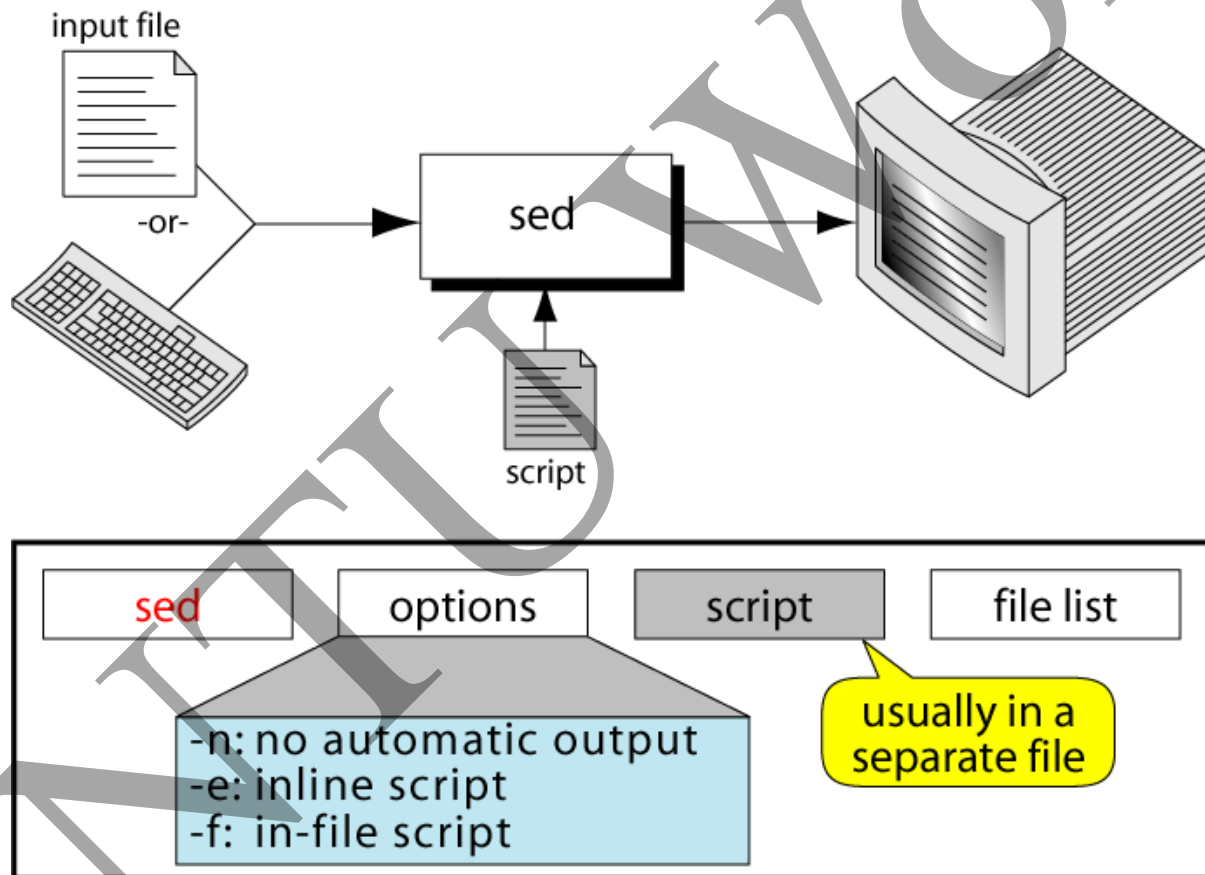 input file
-or-
sed
script
sed
options
script
file list
usually in a
separate file
-n: no automatic output
-e: inline script
-f: in-file script